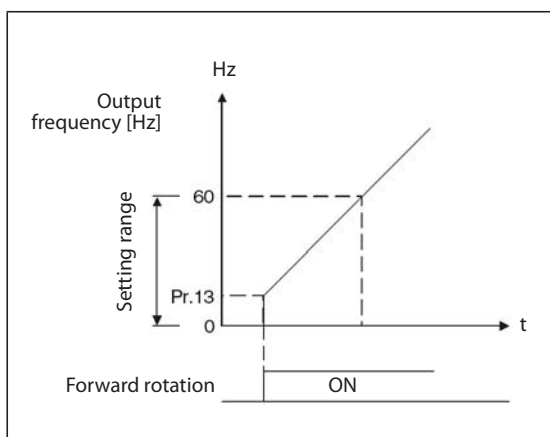 Hz
Output
frequency [Hz]
60
Setting range
Pr.13
0
t
Forward rotation
ON